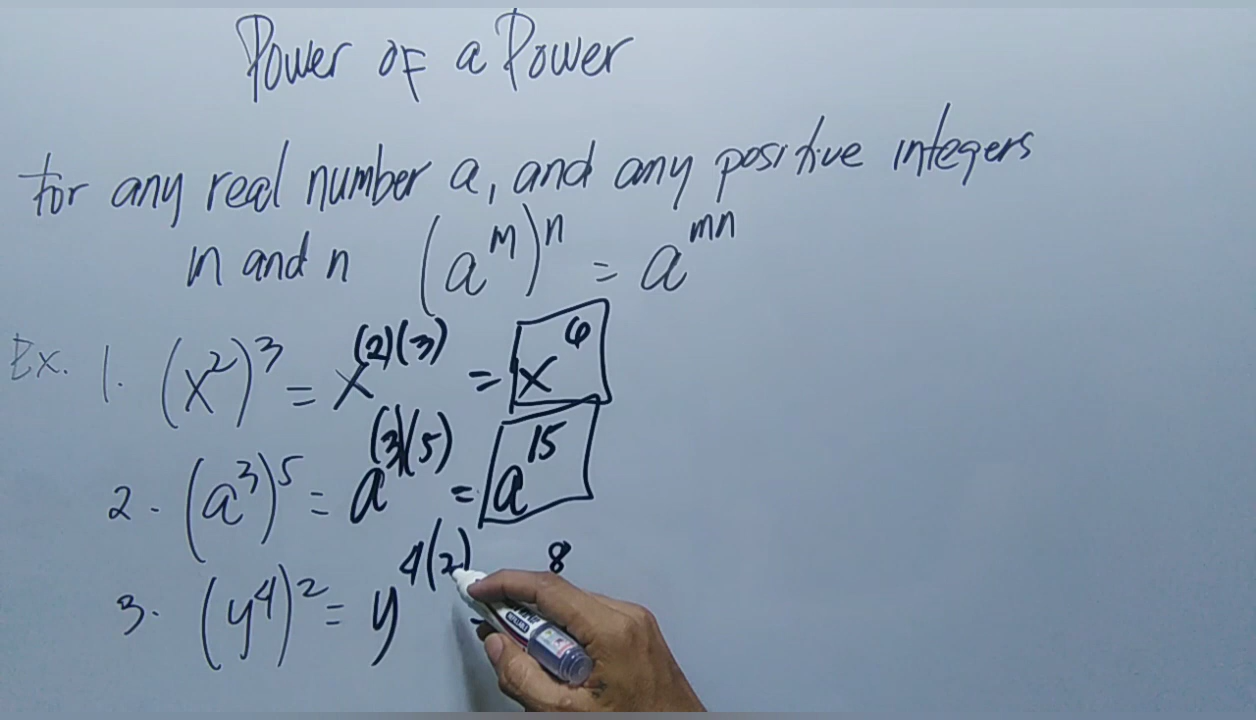 Power of a Power
For any real number a, and any positive integers
m and n (a^m)^n = a^mn
Ex. 1. (x^2)^3 = x^(2)(3) = x^6
2. (a^3)^5 = a^(3)(5) = a^15
3. (y^4)^2 = y^4(2) = 8